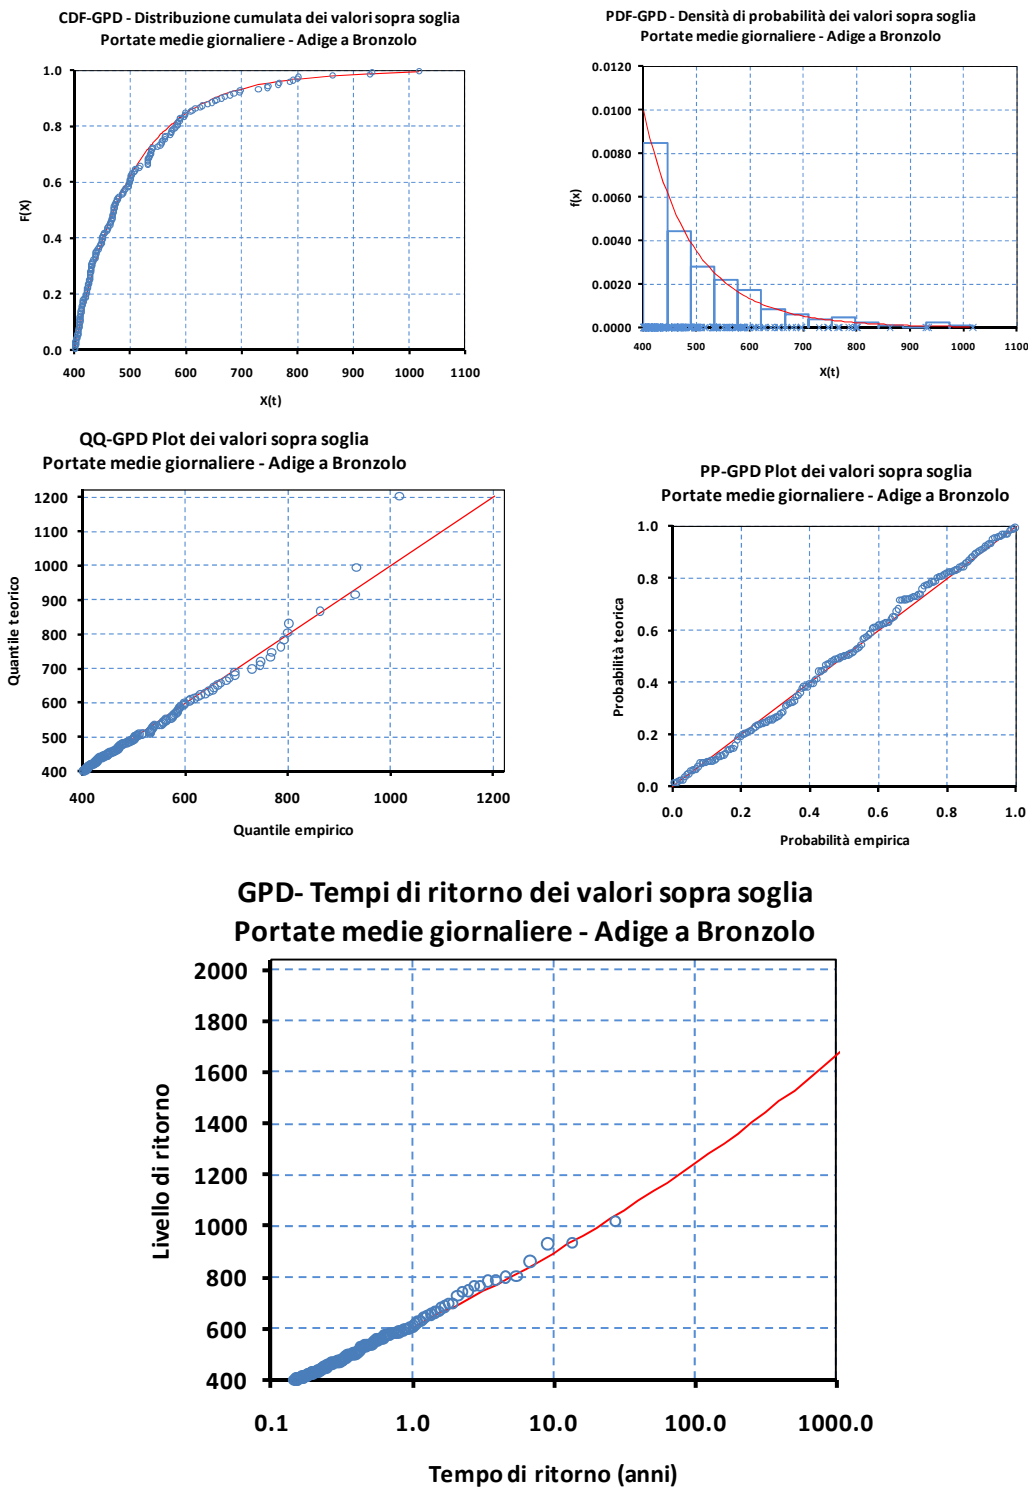 CDF-GPD - Distribuzione cumulata dei valori sopra soglia
Portate medie giornaliere - Adige a Bronzolo
1.0
0.8
0.6
0.4
0.2
0.0
F(X)
400 500 600 700 800 900 1000 1100
X(t)
PDF-GPD - Densità di probabilità dei valori sopra soglia
Portate medie giornaliere - Adige a Bronzolo
0.0120
0.0100
0.0080
0.0060
0.0040
0.0020
0.0000
f(x)
400 500 600 700 800 900 1000 1100
X(t)
QQ-GPD Plot dei valori sopra soglia
Portate medie giornaliere - Adige a Bronzolo
1200
1100
1000
900
800
700
600
500
400
Quantile teorico
400 600 800 1000 1200
Quantile empirico
PP-GPD Plot dei valori sopra soglia
Portate medie giornaliere - Adige a Bronzolo
1.0
0.8
0.6
0.4
0.2
0.0
Probabilità teorica
0.0 0.2 0.4 0.6 0.8 1.0
Probabilità empirica
GPD- Tempi di ritorno dei valori sopra soglia
Portate medie giornaliere - Adige a Bronzolo
2000
1800
1600
1400
1200
1000
800
600
400
Livello di ritorno
0.1 1.0 10.0 100.0 1000.0
Tempo di ritorno (anni)